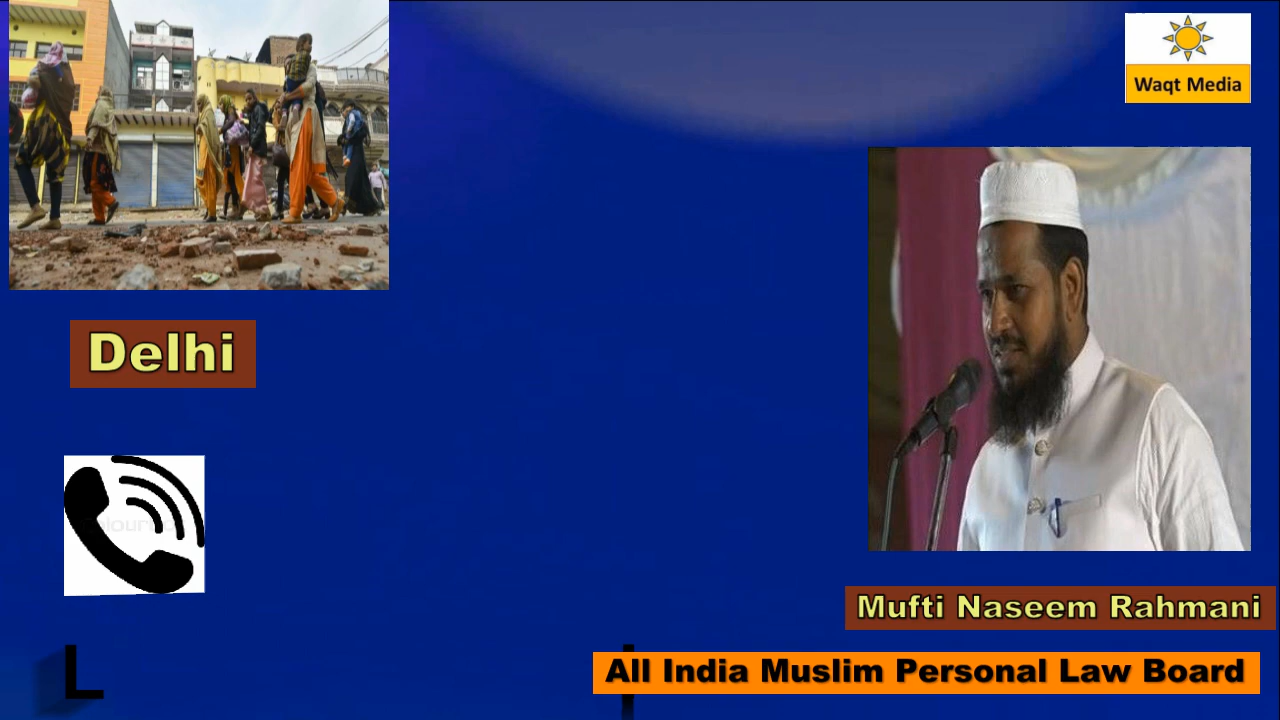 Waqt Media
Delhi
Mufti Naseem Rahmani
L
All India Muslim Personal Law Board